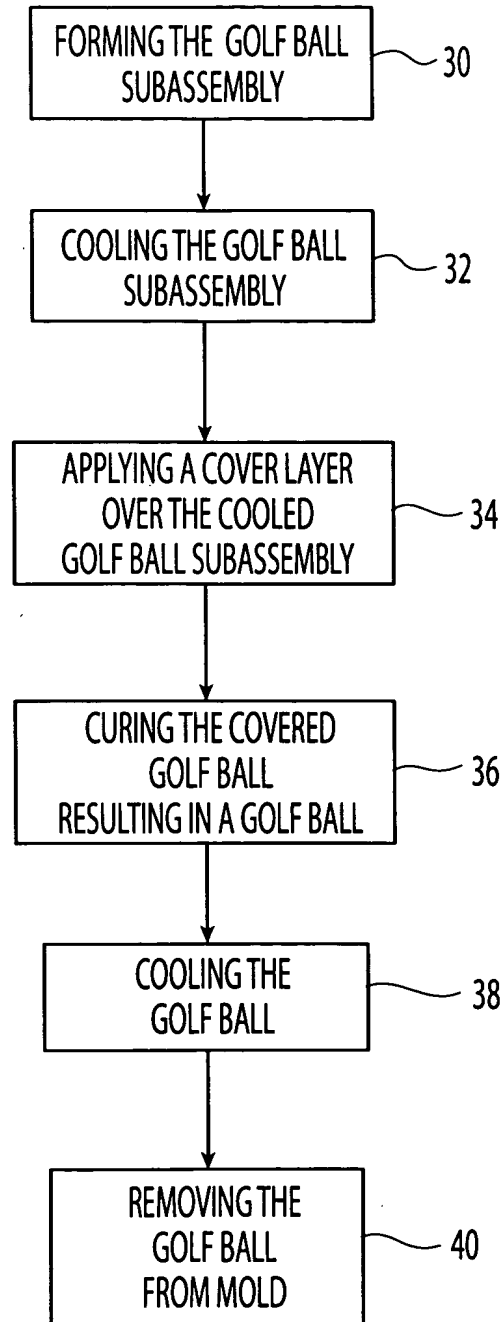 FORMING THE GOLF BALL
SUBASSEMBLY
30
COOLING THE GOLF BALL
SUBASSEMBLY
32
APPLYING A COVER LAYER
OVER THE COOLED
GOLF BALL SUBASSEMBLY
34
CURING THE COVERED
GOLF BALL
RESULTING IN A GOLF BALL
36
COOLING THE
GOLF BALL
38
REMOVING THE
GOLF BALL
FROM MOLD
40